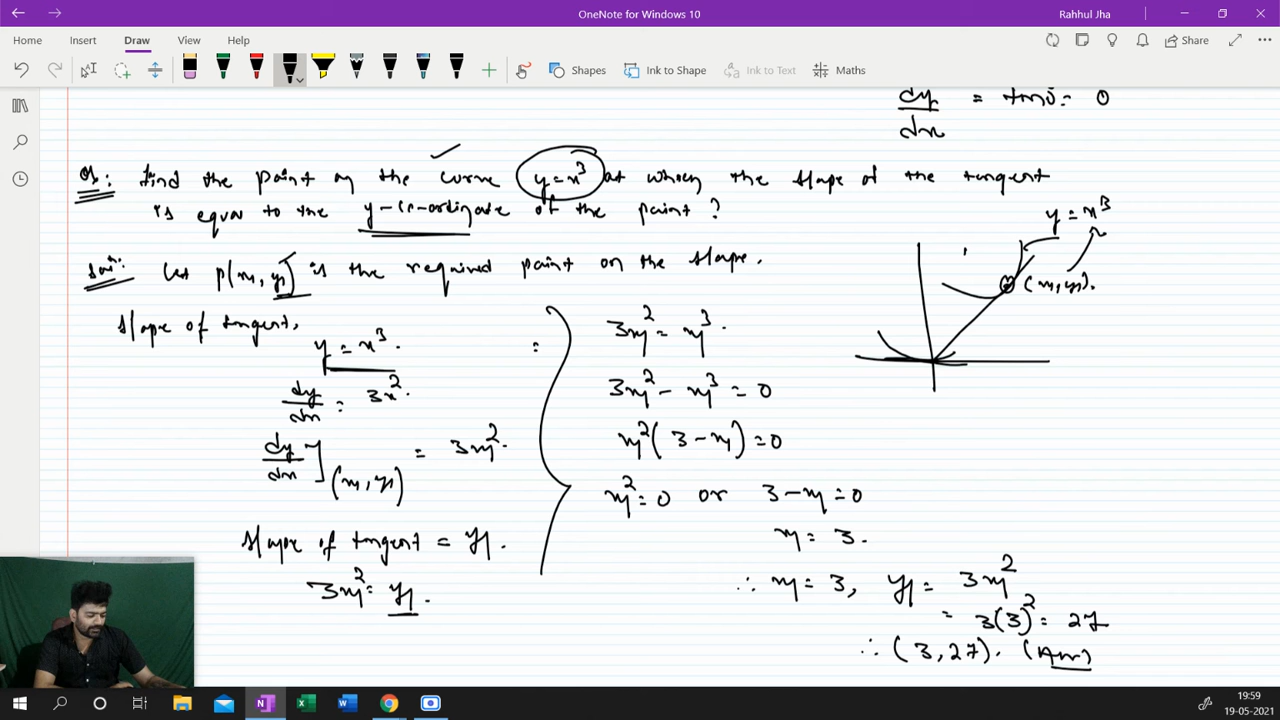 OneNote for Windows 10
Rahhul Jha
Home Insert Draw View Help
Share
Shapes
Ink to Shape
Ink to Text
Maths
dy/dx = tan0 = 0
Q: find the point on the curve y=x³ at which the slope of the tangent
is equal to the y-co-ordinate of the point?
y = x³
(x₁, y₁).
Soln: Let P(x₁, y₁) is the required point on the slope.
Slope of tangent,
y = x³.
dy/dx = 3x².
dy/dx](x₁, y₁) = 3x₁².
Slope of tangent = y₁.
3x₁² = y₁.
=
3x₁² = x₁³.
3x₁² - x₁³ = 0
x₁²(3 - x₁) = 0
x₁² = 0 or 3 - x₁ = 0
x₁ = 3.
∴ x₁ = 3, y₁ = 3x₁²
= 3(3)² = 27
∴ (3, 27). (Ans)
19:59
19-05-2021